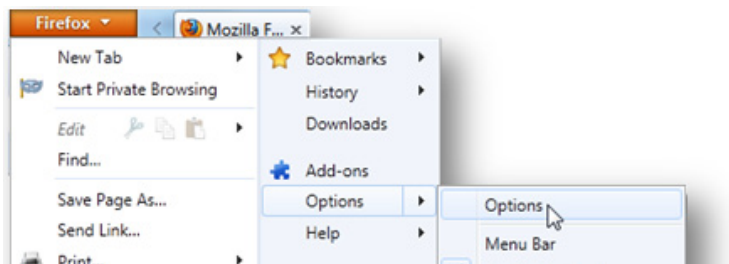 Firefox
Mozilla F...
New Tab
Start Private Browsing
Edit
Find...
Save Page As...
Send Link...
Print...
Bookmarks
History
Downloads
Add-ons
Options
Help
Options
Menu Bar